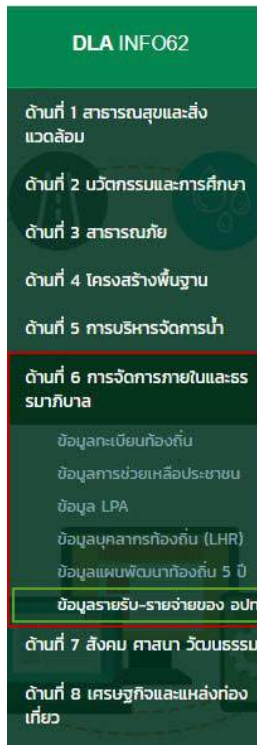 DLA INFO62
ด้านที่ 1 สาธารณสุขและสิ่ง
แวดล้อม
ด้านที่ 2 นวัตกรรมและการศึกษา
ด้านที่ 3 สาธารณภัย
ด้านที่ 4 โครงสร้างพื้นฐาน
ด้านที่ 5 การบริหารจัดการน้ำ
ด้านที่ 6 การจัดการภายในและธร
รมาภิบาล
ข้อมูลทะเบียนท้องถิ่น
ข้อมูลการช่วยเหลือประชาชน
ข้อมูล LPA
ข้อมูลบุคลากรท้องถิ่น (LHR)
ข้อมูลแผนพัฒนาท้องถิ่น 5 ปี
ข้อมูลรายรับ-รายจ่ายของ อปท
ด้านที่ 7 สังคม ศาสนา วัฒนธรรม
ด้านที่ 8 เศรษฐกิจและแหล่งท่อง
เที่ยว